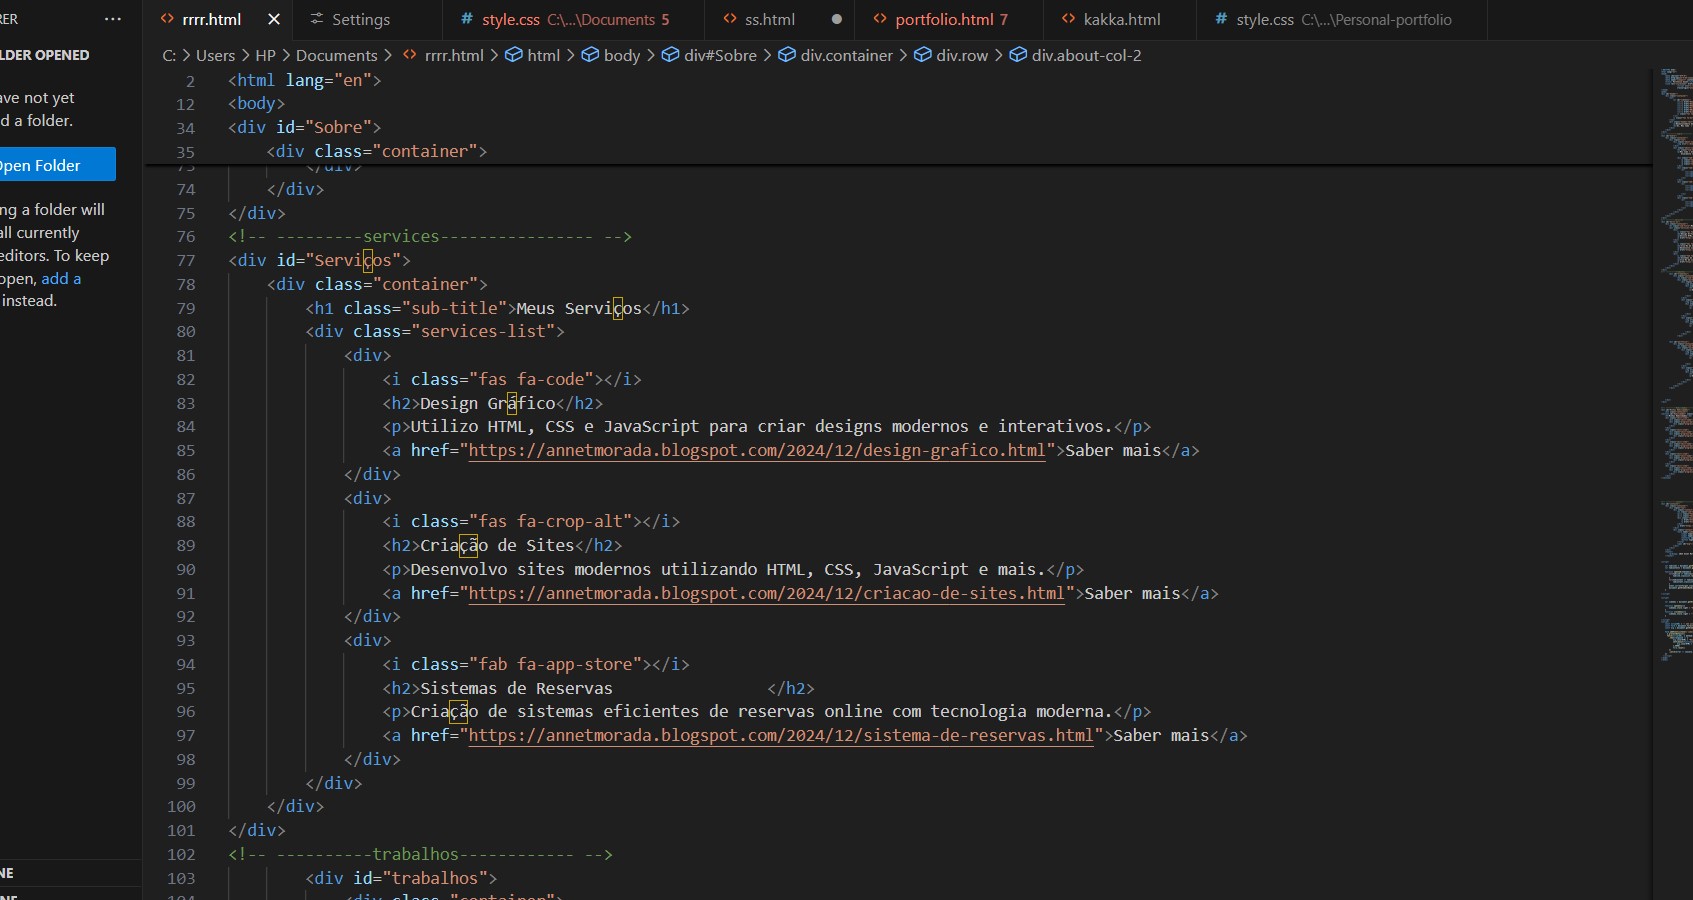 RER ··· rrrr.html Settings style.css C:\...\Documents 5 ss.html portfolio.html 7 kakka.html style.css C:\...\Personal-portfolio
LDER OPENED
C: > Users > HP > Documents > rrrr.html > html > body > div#Sobre > div.container > div.row > div.about-col-2
ave not yet
d a folder.
Open Folder
ng a folder will
all currently
editors. To keep
open, add a
instead.
NE
2 <html lang="en">
12 <body>
34 <div id="Sobre">
35 <div class="container">
73 </div>
74 </div>
75 </div>
76 <!-- ---------services---------------- -->
77 <div id="Serviços">
78 <div class="container">
79 <h1 class="sub-title">Meus Serviços</h1>
80 <div class="services-list">
81 <div>
82 <i class="fas fa-code"></i>
83 <h2>Design Gráfico</h2>
84 <p>Utilizo HTML, CSS e JavaScript para criar designs modernos e interativos.</p>
85 <a href="https://annetmorada.blogspot.com/2024/12/design-grafico.html">Saber mais</a>
86 </div>
87 <div>
88 <i class="fas fa-crop-alt"></i>
89 <h2>Criação de Sites</h2>
90 <p>Desenvolvo sites modernos utilizando HTML, CSS, JavaScript e mais.</p>
91 <a href="https://annetmorada.blogspot.com/2024/12/criacao-de-sites.html">Saber mais</a>
92 </div>
93 <div>
94 <i class="fab fa-app-store"></i>
95 <h2>Sistemas de Reservas                </h2>
96 <p>Criação de sistemas eficientes de reservas online com tecnologia moderna.</p>
97 <a href="https://annetmorada.blogspot.com/2024/12/sistema-de-reservas.html">Saber mais</a>
98 </div>
99 </div>
100 </div>
101 </div>
102 <!-- ----------trabalhos------------ -->
103 <div id="trabalhos">
104 <div class="container">